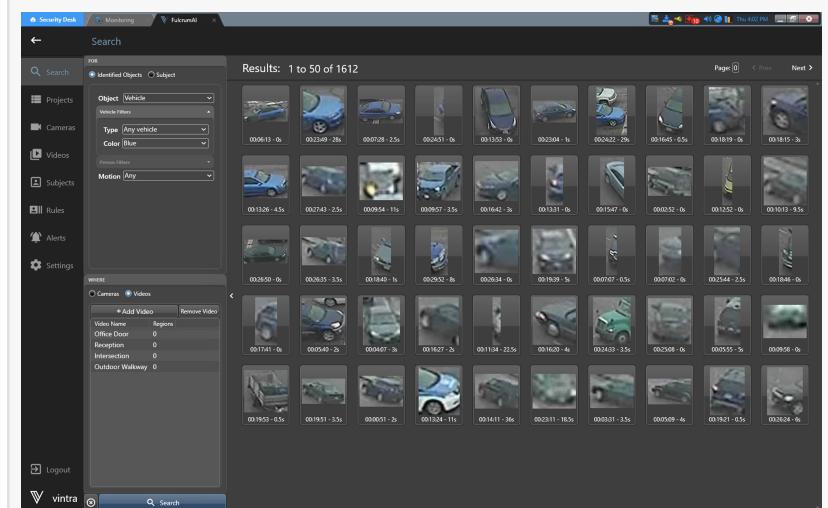 Security Desk Monitoring FulcrumAI × 10 Thu 4:02 PM
Search
Search
Projects
Cameras
Videos
Subjects
Rules
Alerts
Settings
Logout
vintra
FOR
Identified Objects Subject
Object Vehicle
Vehicle Filters
Type Any vehicle
Color Blue
Person Filters
Motion Any
WHERE
Cameras Videos
+ Add Video Remove Video
Video Name Regions
Office Door 0
Reception 0
Intersection 0
Outdoor Walkway 0
Search
Results: 1 to 50 of 1612 Page: 0 < Prev Next >
00:06:13 - 0s 00:23:49 - 28s 00:07:28 - 2.5s 00:24:51 - 0s 00:13:53 - 0s 00:23:04 - 1s 00:24:22 - 29s 00:16:45 - 0.5s 00:18:19 - 0s 00:18:15 - 3s
00:13:26 - 4.5s 00:27:43 - 2.5s 00:09:54 - 11s 00:09:57 - 3.5s 00:16:42 - 3s 00:13:31 - 0s 00:15:47 - 0s 00:02:52 - 0s 00:12:52 - 0s 00:10:13 - 9.5s
00:26:50 - 0s 00:26:35 - 3.5s 00:18:40 - 1s 00:29:52 - 8s 00:26:34 - 0s 00:19:39 - 5s 00:07:07 - 0.5s 00:07:02 - 0s 00:25:44 - 2.5s 00:18:46 - 0s
00:17:41 - 0s 00:05:40 - 2s 00:04:07 - 3s 00:16:27 - 2s 00:11:34 - 22.5s 00:16:20 - 4s 00:24:33 - 3.5s 00:25:08 - 0s 00:05:55 - 5s 00:09:58 - 0s
00:19:53 - 0.5s 00:19:51 - 3.5s 00:00:51 - 2s 00:13:24 - 11s 00:14:11 - 36s 00:23:11 - 18.5s 00:03:31 - 3.5s 00:05:09 - 4s 00:19:21 - 0.5s 00:26:24 - 6s